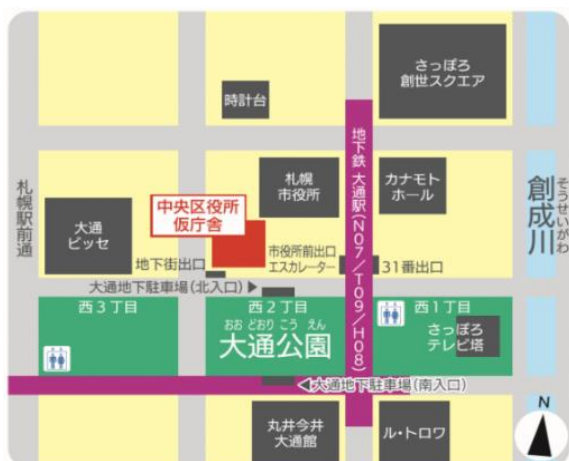 さっぽろ
創世スクエア
時計台
札幌駅前通
大通
ビッセ
中央区役所
仮庁舎
札幌
市役所
地下鉄 大通駅(N07/T09/H08)
カナモト
ホール
創成川
そうせいがわ
地下街出口
市役所前出口
エスカレーター
31番出口
大通地下駐車場(北入口)▶
西3丁目
西2丁目
西1丁目
おお どおり こう えん
大通公園
さっぽろ
テレビ塔
◀大通地下駐車場(南入口)
丸井今井
大通館
ル・トロワ
N